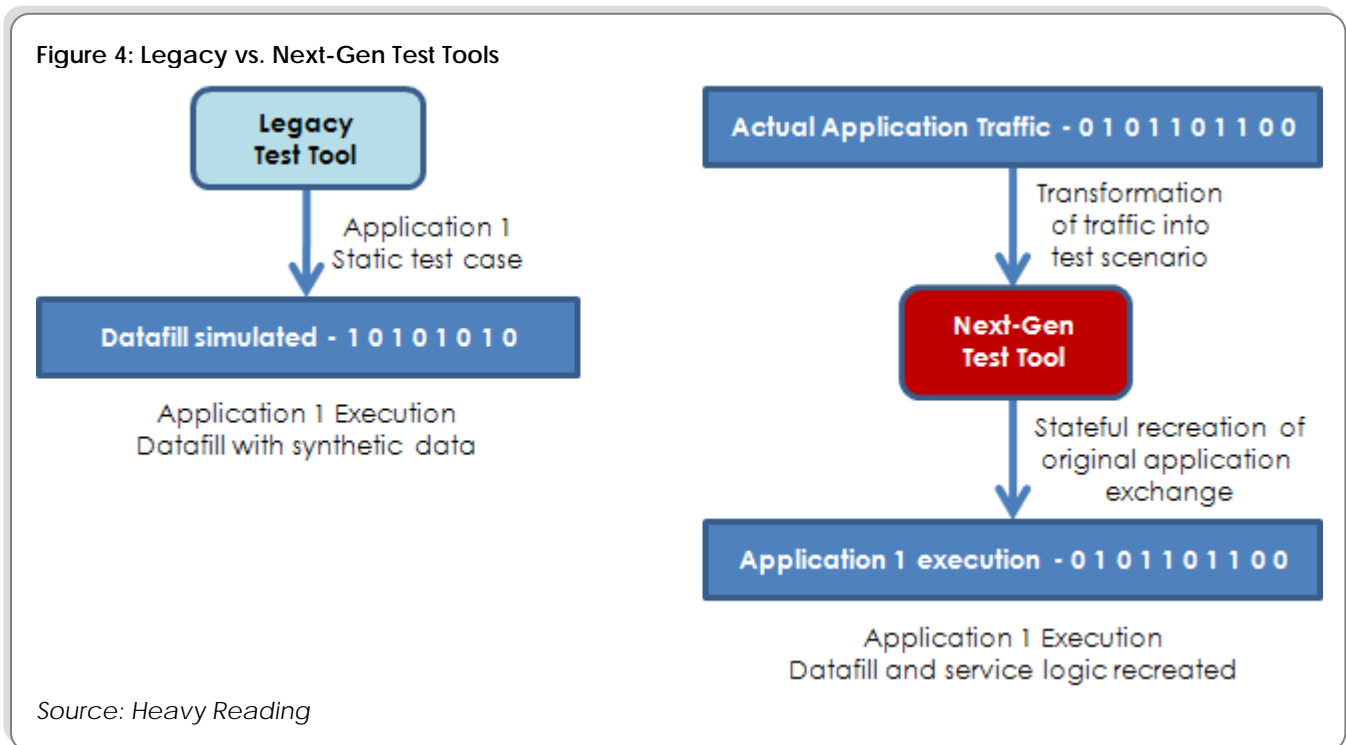 Figure 4: Legacy vs. Next-Gen Test Tools
Legacy
Test Tool
Application 1
Static test case
Datafill simulated - 1 0 1 0 1 0 1 0
Application 1 Execution
Datafill with synthetic data
Actual Application Traffic - 0 1 0 1 1 0 1 1 0 0
Transformation
of traffic into
test scenario
Next-Gen
Test Tool
Stateful recreation of
original application
exchange
Application 1 execution - 0 1 0 1 1 0 1 1 0 0
Application 1 Execution
Datafill and service logic recreated
Source: Heavy Reading